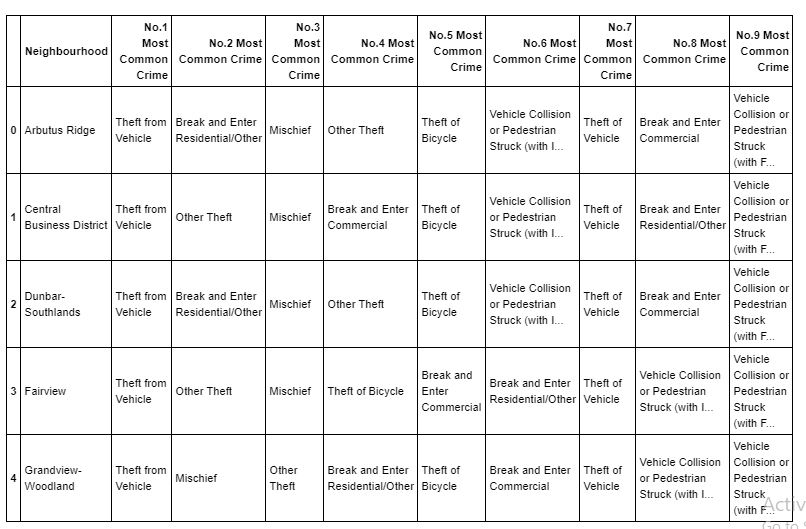 Neighbourhood
No.1
Most
Common
Crime
No.2 Most
Common Crime
No.3
Most
Common
Crime
No.4 Most
Common Crime
No.5 Most
Common
Crime
No.6 Most
Common Crime
No.7
Most
Common
Crime
No.8 Most
Common Crime
No.9 Most
Common
Crime
0
Arbutus Ridge
Theft from
Vehicle
Break and Enter
Residential/Other
Mischief
Other Theft
Theft of
Bicycle
Vehicle Collision
or Pedestrian
Struck (with I...
Theft of
Vehicle
Break and Enter
Commercial
Vehicle
Collision or
Pedestrian
Struck
(with F...
1
Central
Business District
Theft from
Vehicle
Other Theft
Mischief
Break and Enter
Commercial
Theft of
Bicycle
Vehicle Collision
or Pedestrian
Struck (with I...
Theft of
Vehicle
Break and Enter
Residential/Other
Vehicle
Collision or
Pedestrian
Struck
(with F...
2
Dunbar-
Southlands
Theft from
Vehicle
Break and Enter
Residential/Other
Mischief
Other Theft
Theft of
Bicycle
Vehicle Collision
or Pedestrian
Struck (with I...
Theft of
Vehicle
Break and Enter
Commercial
Vehicle
Collision or
Pedestrian
Struck
(with F...
3
Fairview
Theft from
Vehicle
Other Theft
Mischief
Theft of Bicycle
Break and
Enter
Commercial
Break and Enter
Residential/Other
Theft of
Vehicle
Vehicle Collision
or Pedestrian
Struck (with I...
Vehicle
Collision or
Pedestrian
Struck
(with F...
4
Grandview-
Woodland
Theft from
Vehicle
Mischief
Other
Theft
Break and Enter
Residential/Other
Theft of
Bicycle
Break and Enter
Commercial
Theft of
Vehicle
Vehicle Collision
or Pedestrian
Struck (with I...
Vehicle
Collision or
Pedestrian
Struck
(with F...
Activ
Go to